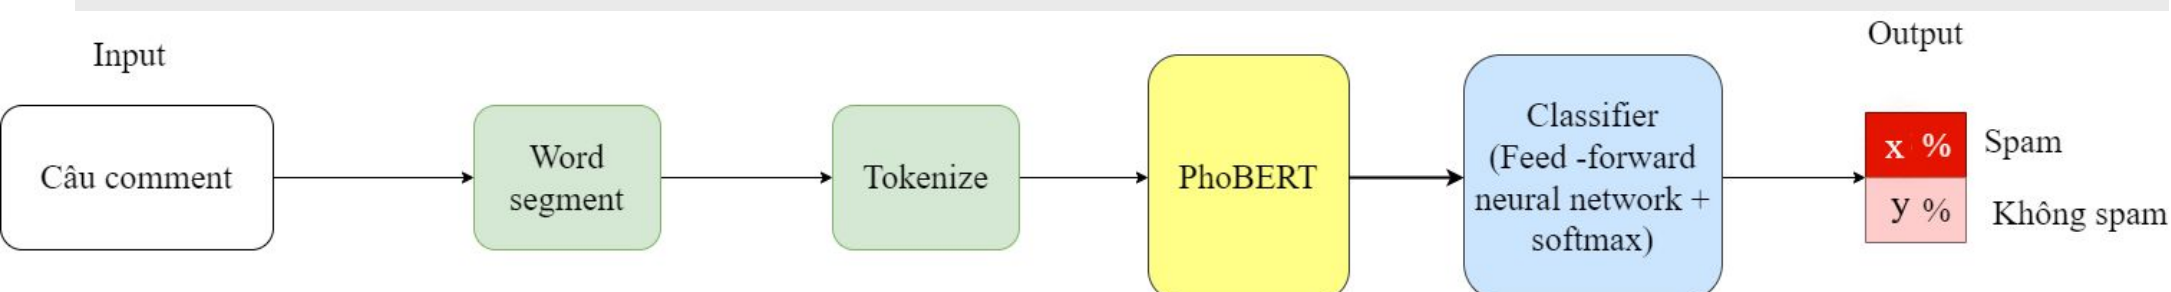 Input
Câu comment
Word
segment
Tokenize
PhoBERT
Classifier
(Feed -forward
neural network +
softmax)
Output
x %
Spam
y %
Không spam